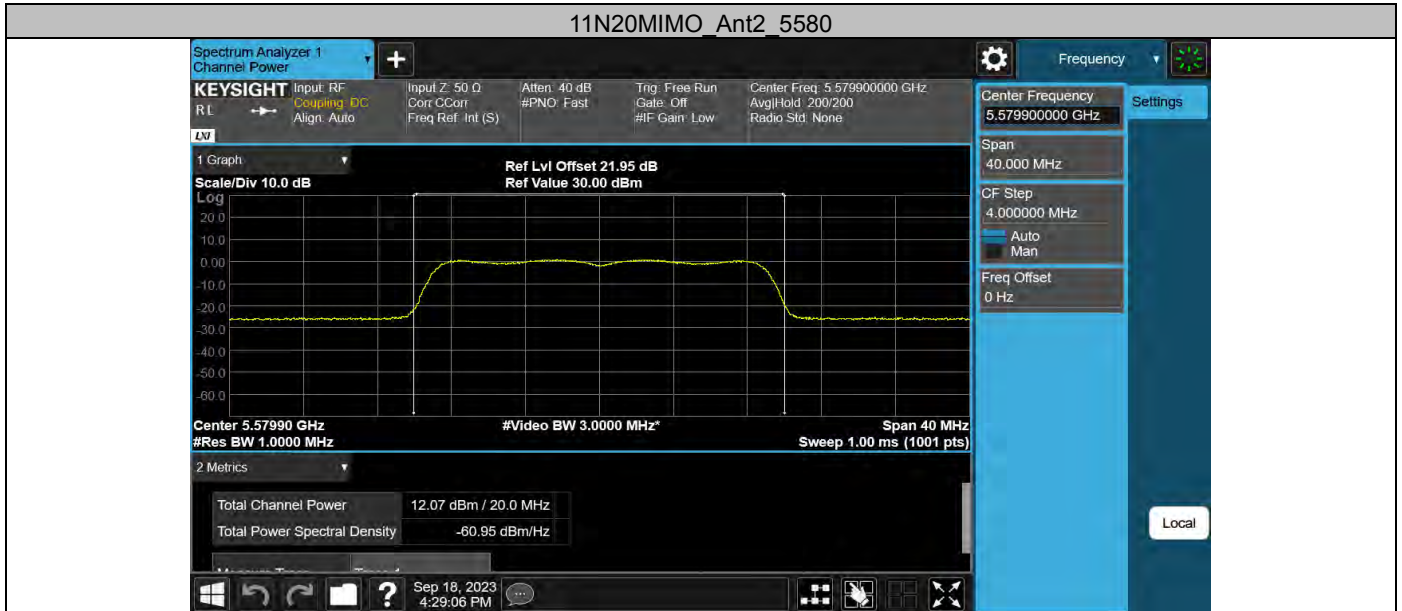 11N20MIMO_Ant2_5580
Spectrum Analyzer 1
Channel Power
Frequency
KEYSIGHT
RL
LXI
Input: RF
Coupling: DC
Align: Auto
Input Z: 50 Ω
Corr CCorr
Freq Ref: Int (S)
Atten: 40 dB
#PNO: Fast
Trig: Free Run
Gate: Off
#IF Gain: Low
Center Freq: 5.579900000 GHz
Avg|Hold: 200/200
Radio Std: None
Center Frequency
5.579900000 GHz
Settings
Span
40.000 MHz
CF Step
4.000000 MHz
Auto
Man
Freq Offset
0 Hz
1 Graph
Scale/Div 10.0 dB
Ref Lvl Offset 21.95 dB
Ref Value 30.00 dBm
Log
20.0
10.0
0.00
-10.0
-20.0
-30.0
-40.0
-50.0
-60.0
Center 5.57990 GHz
#Res BW 1.0000 MHz
#Video BW 3.0000 MHz*
Span 40 MHz
Sweep 1.00 ms (1001 pts)
2 Metrics
Total Channel Power 12.07 dBm / 20.0 MHz
Total Power Spectral Density -60.95 dBm/Hz
Local
?
Sep 18, 2023
4:29:06 PM